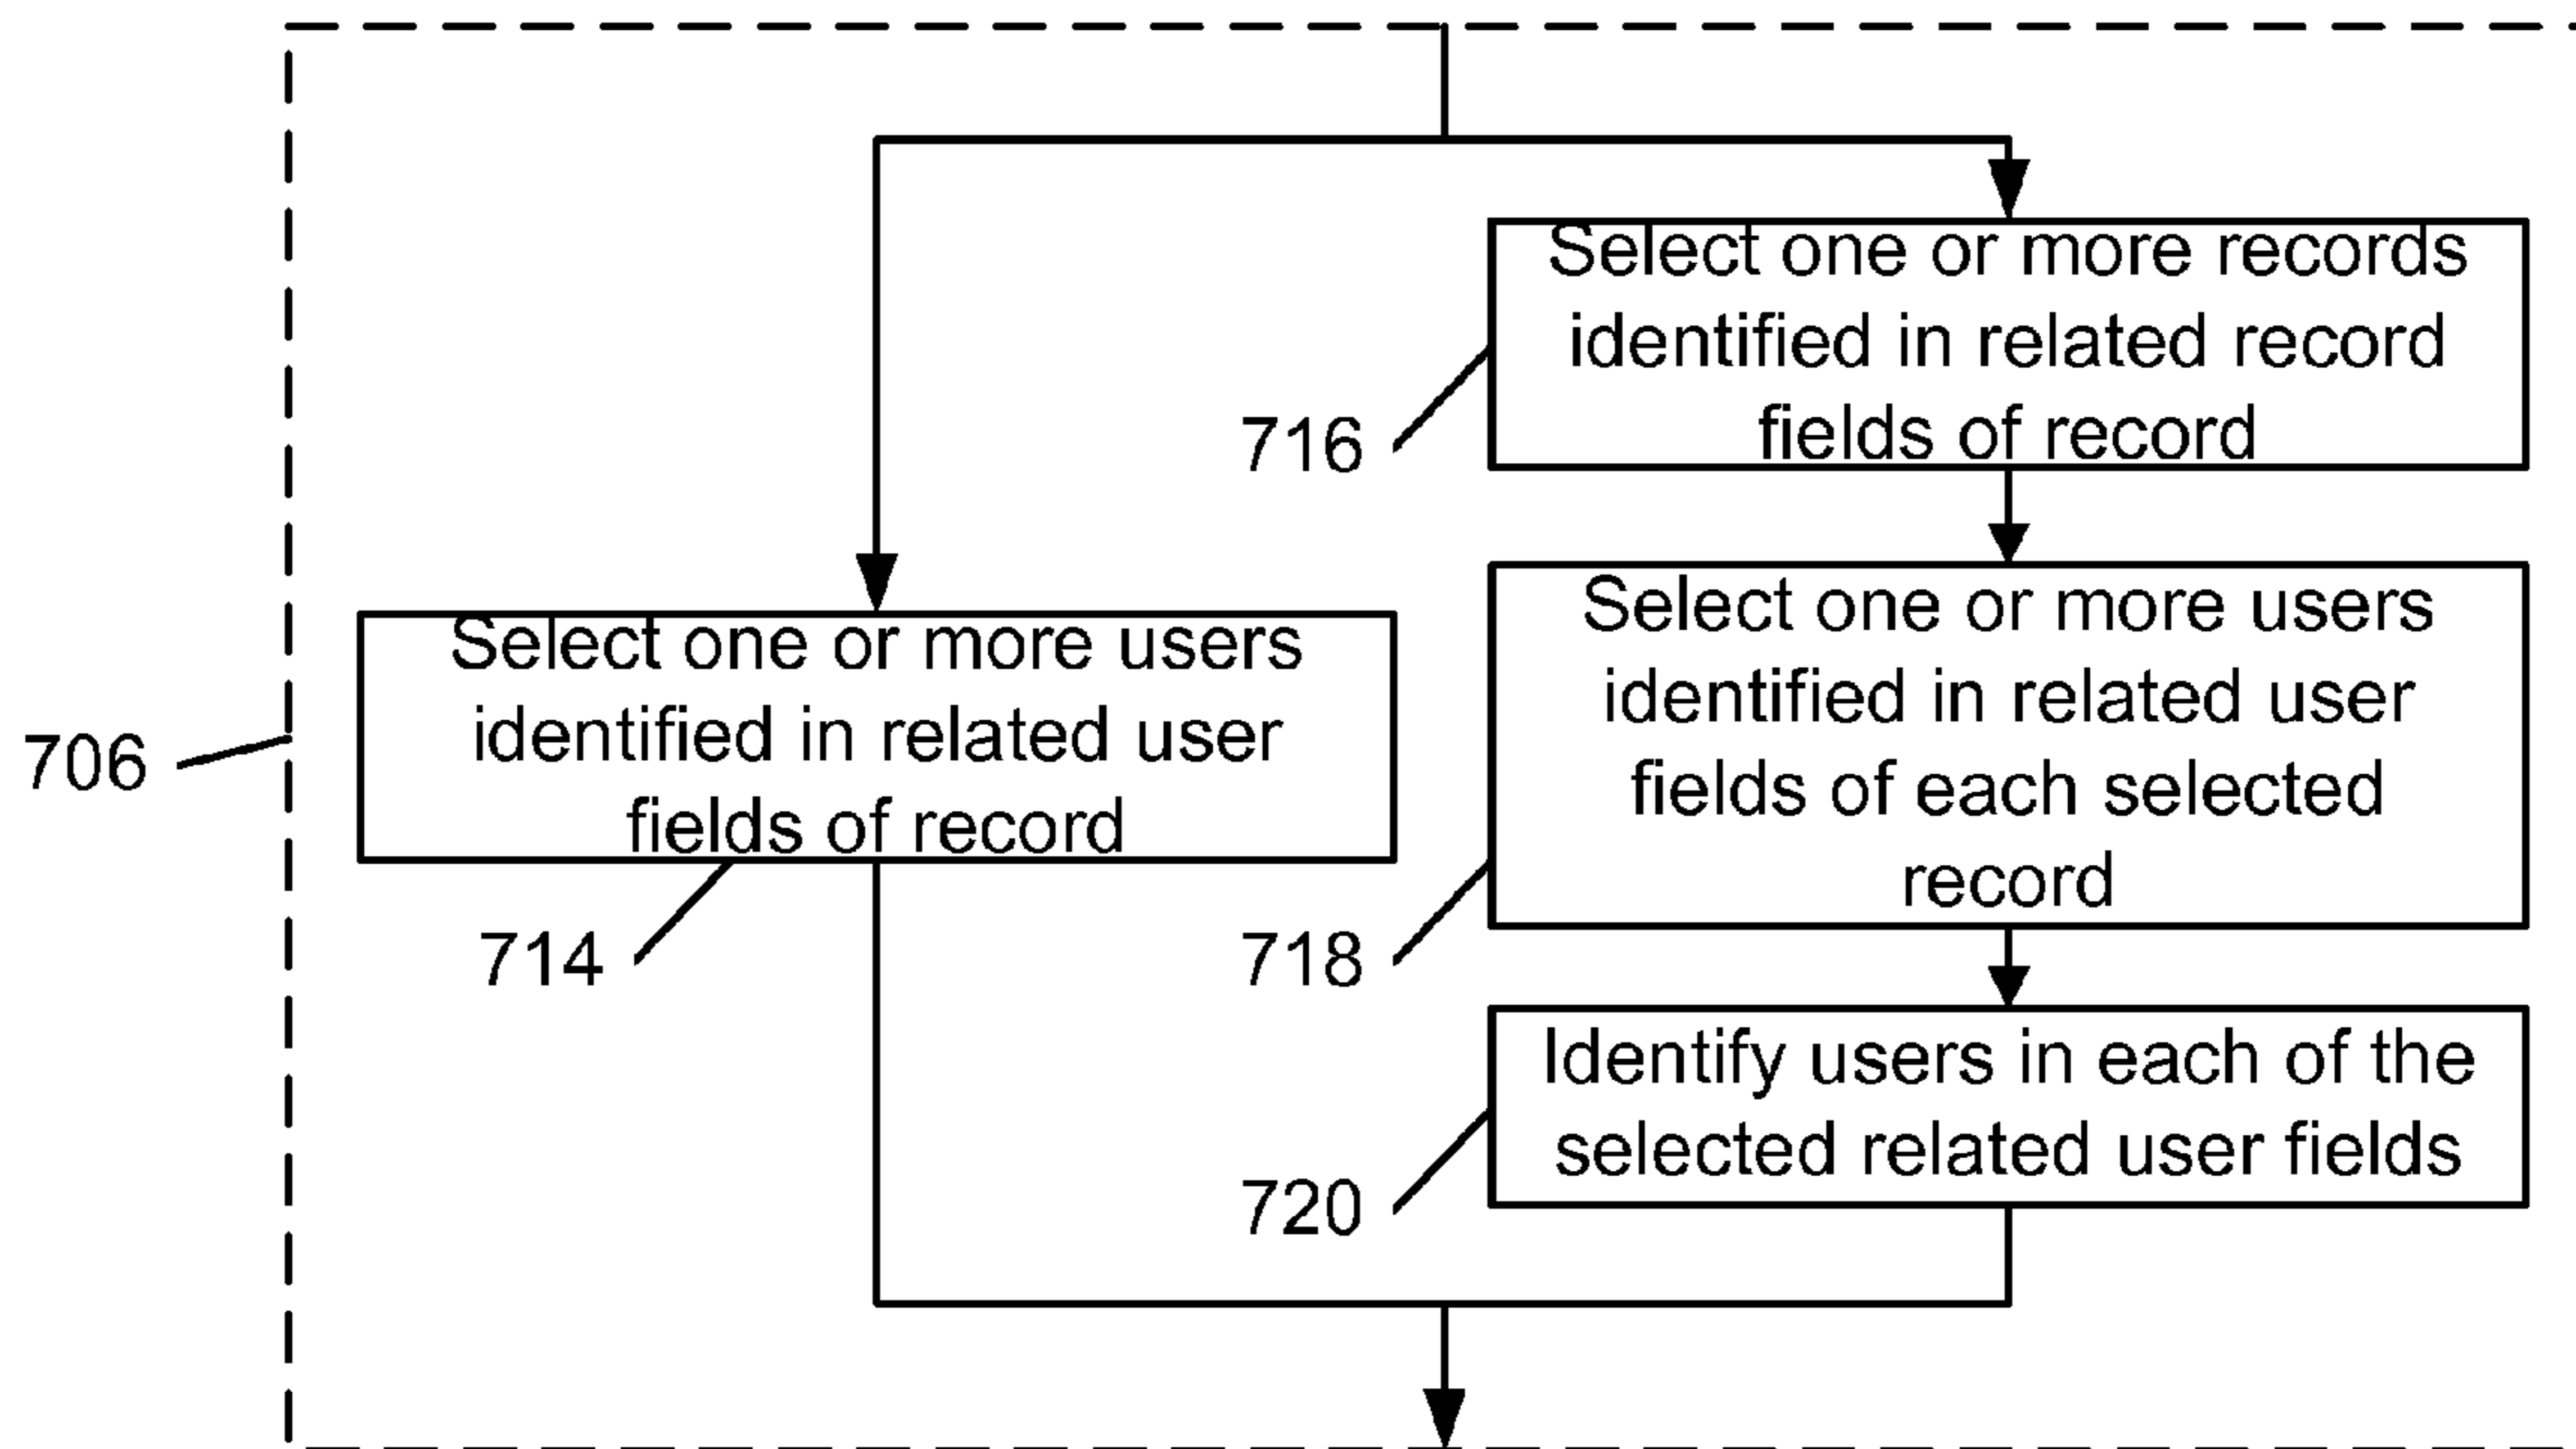 Select one or more records
identified in related record
fields of record
716
Select one or more users
identified in related user
fields of record
714
706
Select one or more users
identified in related user
fields of each selected
record
718
Identify users in each of the
selected related user fields
720